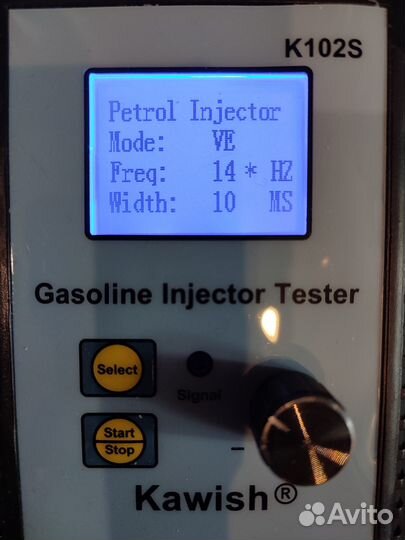 K102S
Petrol Injector
Mode: VE
Freq: 14 * HZ
Width: 10 MS
Gasoline Injector Tester
Select
Signal
Start
Stop
–
Kawish®
Avito